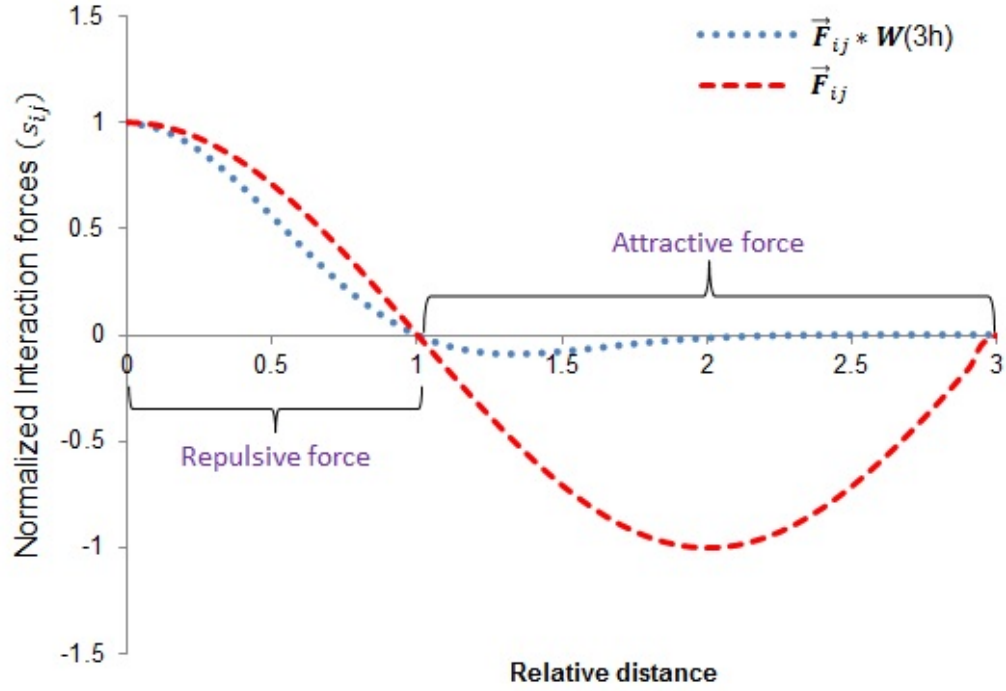 1.5
F⃗ij * W(3h)
F⃗ij
1
0.5
Attractive force
0
0 0.5 1 1.5 2 2.5 3
Repulsive force
-0.5
-1
-1.5
Normalized Interaction forces (sij)
Relative distance